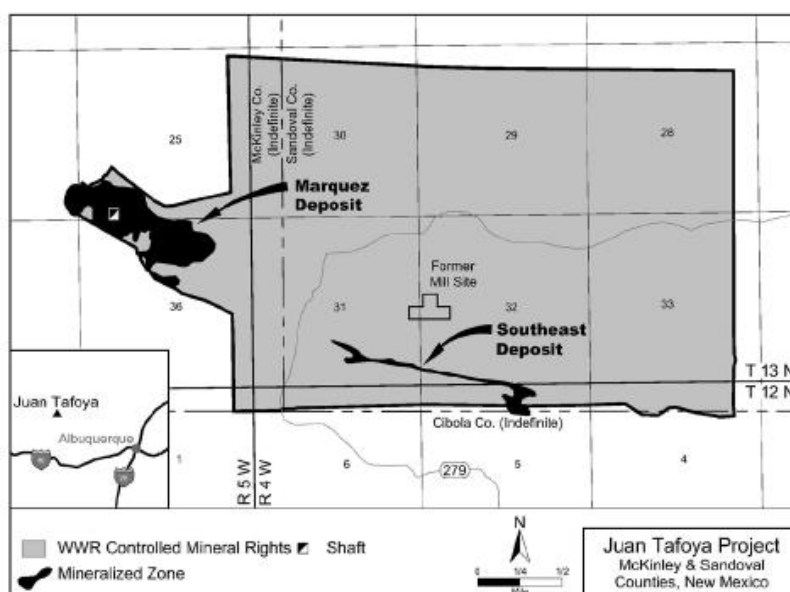 25
McKinley Co.
(Indefinite)
Sandoval Co.
(Indefinite)
30
29
28
Marquez
Deposit
Former
Mill Site
36
31
32
33
Southeast
Deposit
T 13 N
T 12 N
Cibola Co. (Indefinite)
Juan Tafoya
Albuquerque
1
R 5 W
R 4 W
6
279
5
4
WWR Controlled Mineral Rights
Shaft
Mineralized Zone
N
0
1/4
1/2
Mile
Juan Tafoya Project
McKinley & Sandoval
Counties, New Mexico